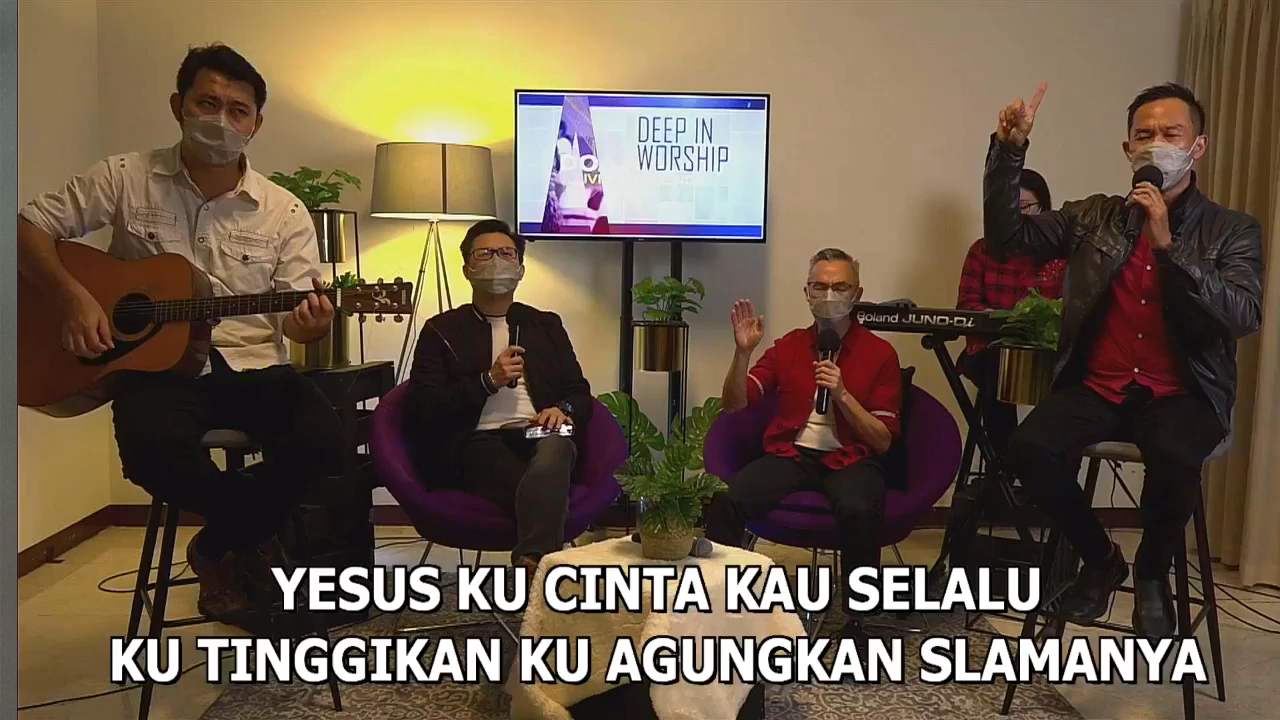 DEEP IN
WORSHIP
Roland JUNO-Di
YESUS KU CINTA KAU SELALU
KU TINGGIKAN KU AGUNGKAN SLAMANYA